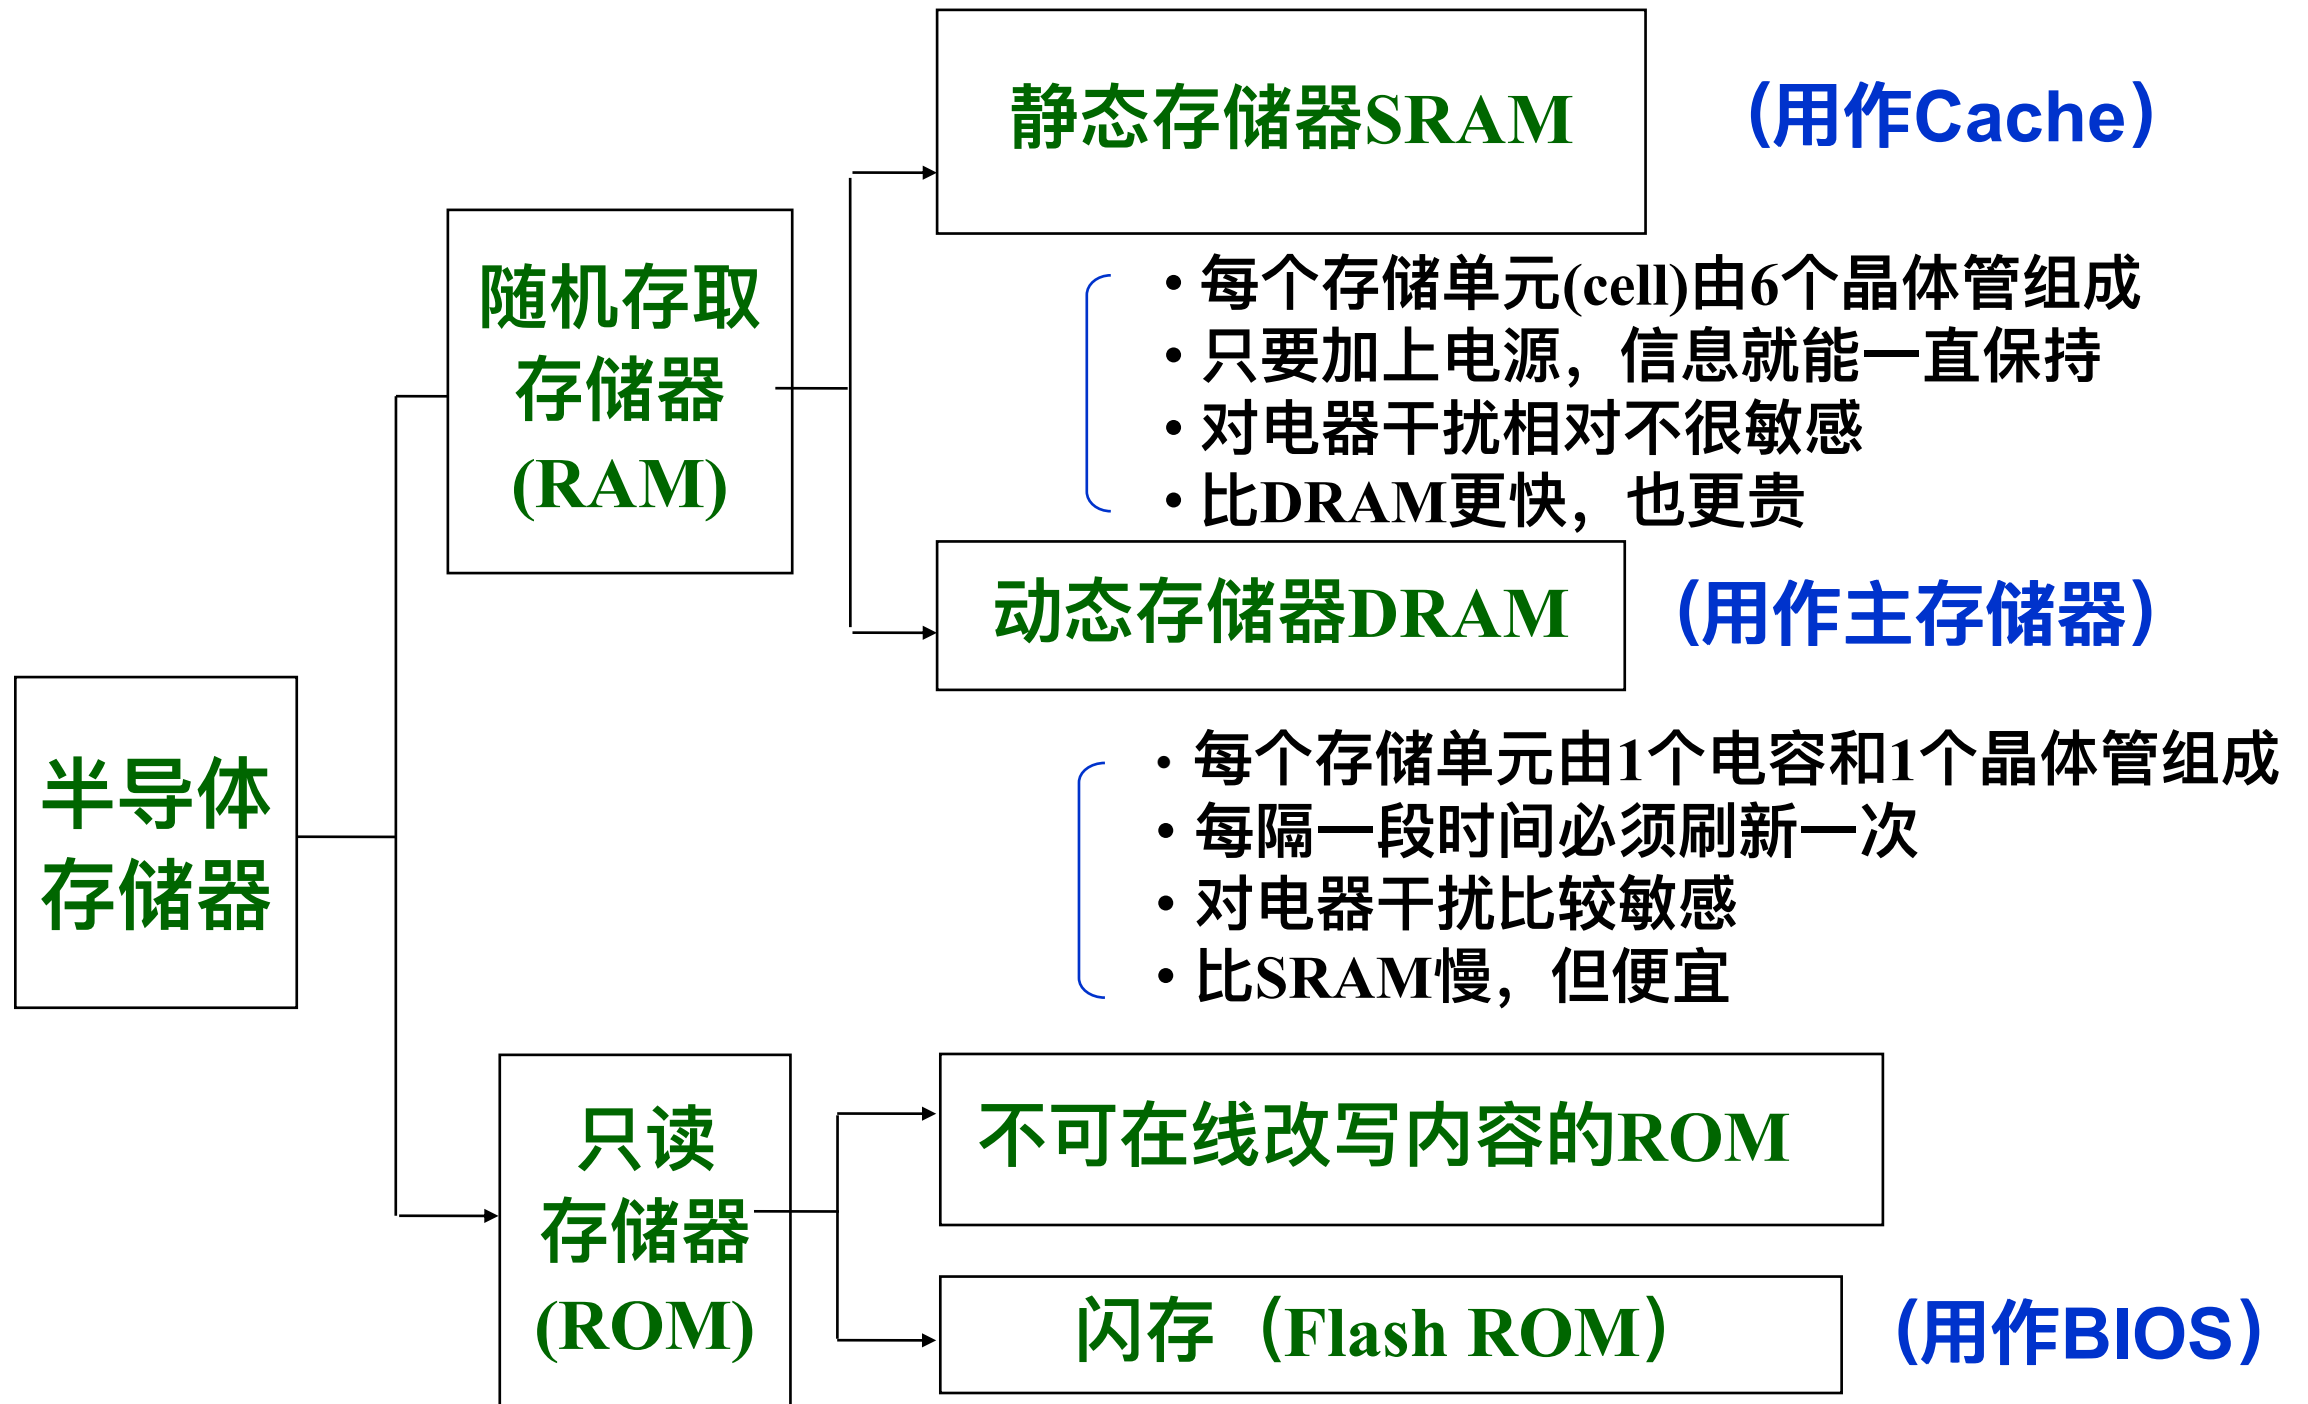 静态存储器SRAM
(用作Cache)
随机存取
存储器
(RAM)
• 每个存储单元(cell)由6个晶体管组成
• 只要加上电源，信息就能一直保持
• 对电器干扰相对不很敏感
• 比DRAM更快，也更贵
动态存储器DRAM
(用作主存储器)
半导体
存储器
• 每个存储单元由1个电容和1个晶体管组成
• 每隔一段时间必须刷新一次
• 对电器干扰比较敏感
• 比SRAM慢，但便宜
只读
存储器
(ROM)
不可在线改写内容的ROM
闪存（Flash ROM）
(用作BIOS)